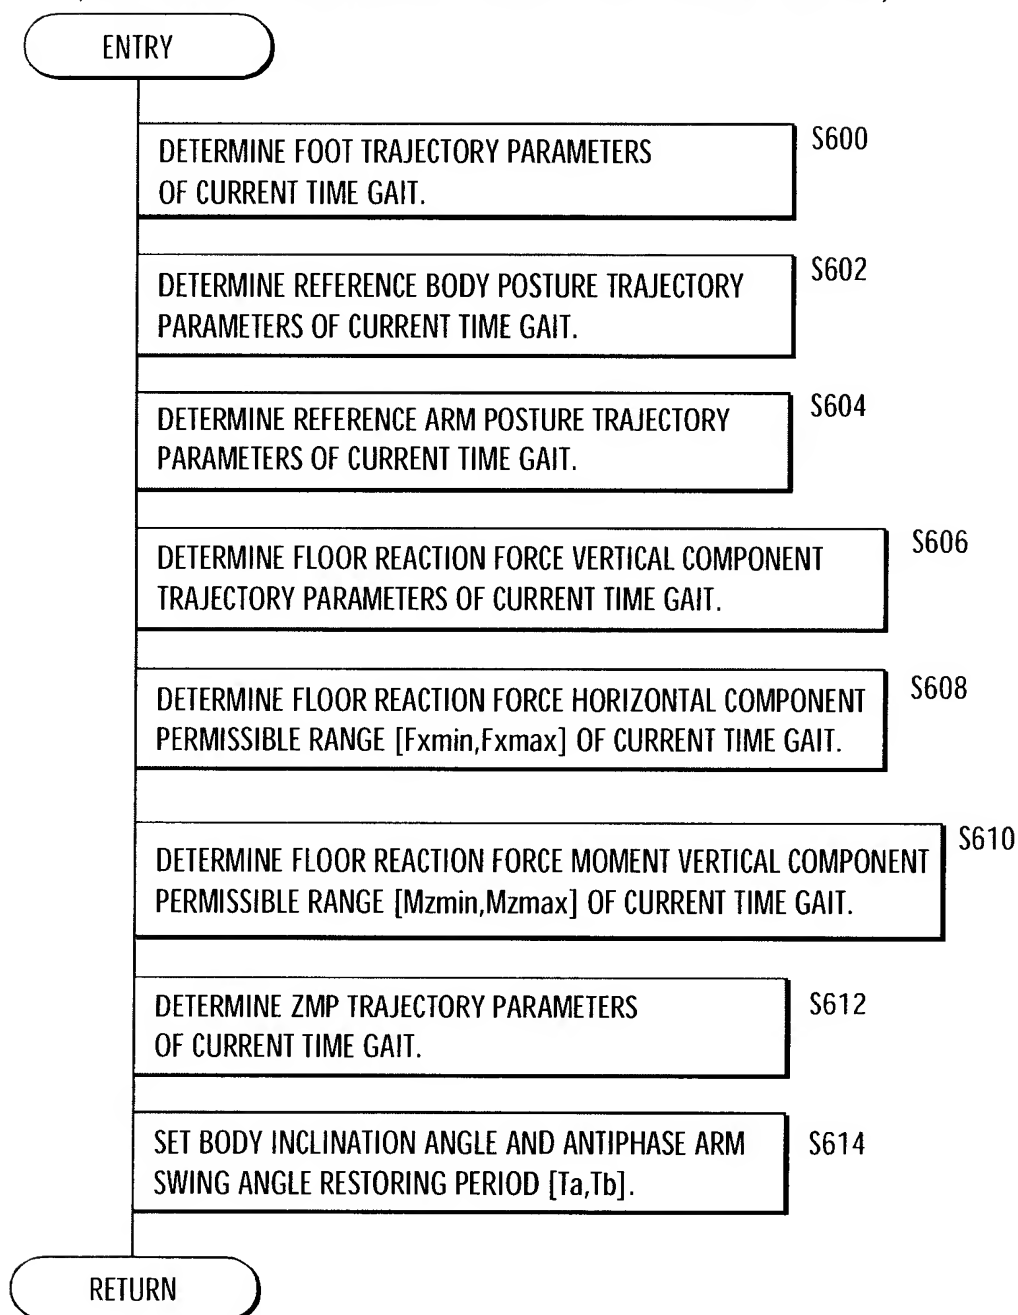 ENTRY
DETERMINE FOOT TRAJECTORY PARAMETERS
OF CURRENT TIME GAIT.
S600
DETERMINE REFERENCE BODY POSTURE TRAJECTORY
PARAMETERS OF CURRENT TIME GAIT.
S602
DETERMINE REFERENCE ARM POSTURE TRAJECTORY
PARAMETERS OF CURRENT TIME GAIT.
S604
DETERMINE FLOOR REACTION FORCE VERTICAL COMPONENT
TRAJECTORY PARAMETERS OF CURRENT TIME GAIT.
S606
DETERMINE FLOOR REACTION FORCE HORIZONTAL COMPONENT
PERMISSIBLE RANGE [Fxmin,Fxmax] OF CURRENT TIME GAIT.
S608
DETERMINE FLOOR REACTION FORCE MOMENT VERTICAL COMPONENT
PERMISSIBLE RANGE [Mzmin,Mzmax] OF CURRENT TIME GAIT.
S610
DETERMINE ZMP TRAJECTORY PARAMETERS
OF CURRENT TIME GAIT.
S612
SET BODY INCLINATION ANGLE AND ANTIPHASE ARM
SWING ANGLE RESTORING PERIOD [Ta,Tb].
S614
RETURN